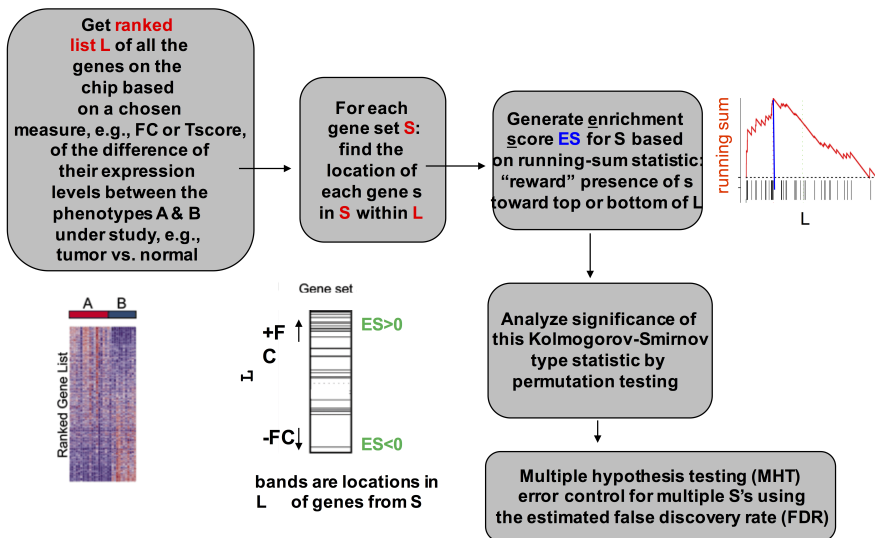 Get ranked
list L of all the
genes on the
chip based
on a chosen
measure, e.g., FC or Tscore,
of the difference of
their expression
levels between the
phenotypes A & B
under study, e.g.,
tumor vs. normal
For each
gene set S:
find the
location of
each gene s
in S within L
Generate enrichment
score ES for S based
on running-sum statistic:
“reward” presence of s
toward top or bottom of L
running sum
L
Analyze significance of
this Kolmogorov-Smirnov
type statistic by
permutation testing
Multiple hypothesis testing (MHT)
error control for multiple S’s using
the estimated false discovery rate (FDR)
A B
Ranked Gene List
Gene set
+F
C
ES>0
L
-FC
ES<0
bands are locations in
L of genes from S